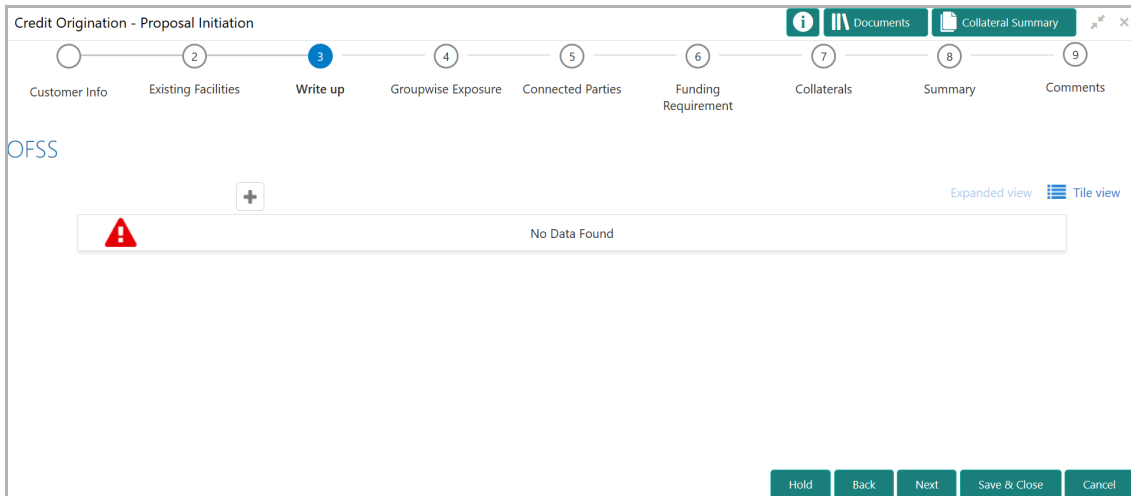 Credit Origination - Proposal Initiation
i Documents Collateral Summary
2 3 4 5 6 7 8 9
Customer Info Existing Facilities Write up Groupwise Exposure Connected Parties Funding Requirement Collaterals Summary Comments
OFSS
+ Expanded view Tile view
No Data Found
Hold Back Next Save & Close Cancel